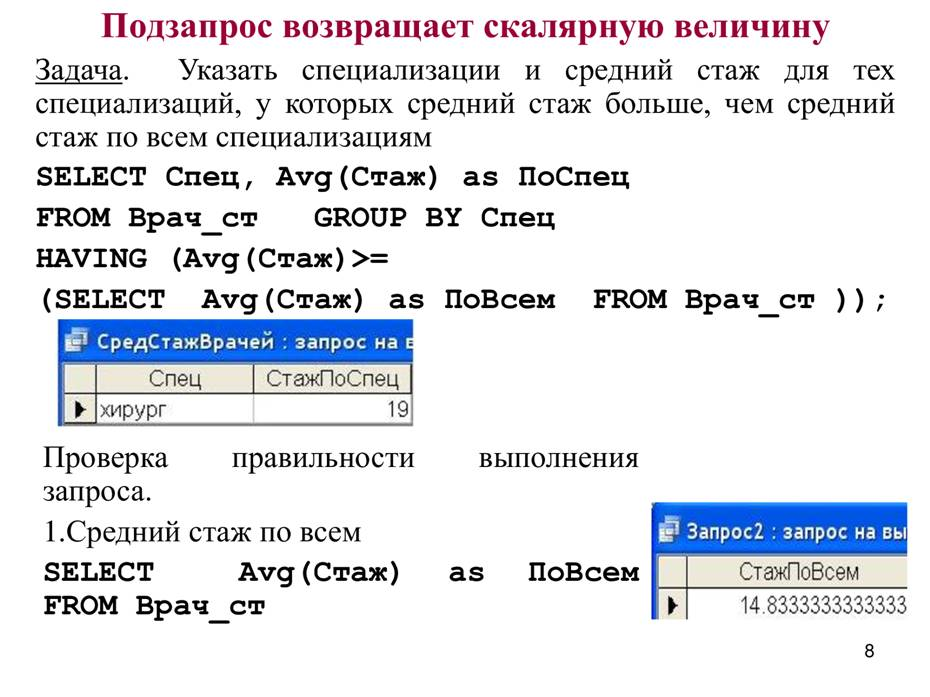 Подзапрос возвращает скалярную величину
Задача. Указать специализации и средний стаж для тех
специализаций, у которых средний стаж больше, чем средний
стаж по всем специализациям
SELECT Спец, Avg(Стаж) as ПоСпец
FROM Врач_ст GROUP BY Спец
HAVING (Avg(Стаж)>=
(SELECT Avg(Стаж) as ПоВсем FROM Врач_ст ));
СредСтажВрачей : запрос на в
Спец СтажПоСпец
хирург 19
Проверка правильности выполнения
запроса.
1.Средний стаж по всем
SELECT Avg(Стаж) as ПоВсем
FROM Врач_ст
Запрос2 : запрос на вы
СтажПоВсем
14.8333333333333
8